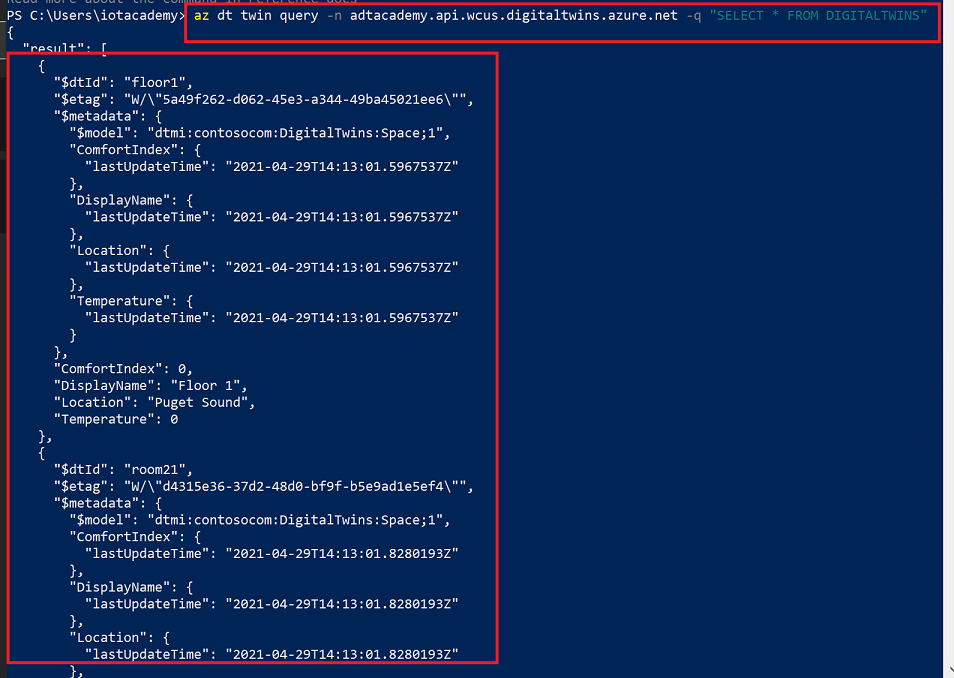 Read more about the command in reference docs
PS C:\Users\iotacademy> az dt twin query -n adtacademy.api.wcus.digitaltwins.azure.net -q "SELECT * FROM DIGITALTWINS"
{
  "result": [
    {
      "$dtId": "floor1",
      "$etag": "W/\"5a49f262-d062-45e3-a344-49ba45021ee6\"",
      "$metadata": {
        "$model": "dtmi:contosocom:DigitalTwins:Space;1",
        "ComfortIndex": {
          "lastUpdateTime": "2021-04-29T14:13:01.5967537Z"
        },
        "DisplayName": {
          "lastUpdateTime": "2021-04-29T14:13:01.5967537Z"
        },
        "Location": {
          "lastUpdateTime": "2021-04-29T14:13:01.5967537Z"
        },
        "Temperature": {
          "lastUpdateTime": "2021-04-29T14:13:01.5967537Z"
        }
      },
      "ComfortIndex": 0,
      "DisplayName": "Floor 1",
      "Location": "Puget Sound",
      "Temperature": 0
    },
    {
      "$dtId": "room21",
      "$etag": "W/\"d4315e36-37d2-48d0-bf9f-b5e9ad1e5ef4\"",
      "$metadata": {
        "$model": "dtmi:contosocom:DigitalTwins:Space;1",
        "ComfortIndex": {
          "lastUpdateTime": "2021-04-29T14:13:01.8280193Z"
        },
        "DisplayName": {
          "lastUpdateTime": "2021-04-29T14:13:01.8280193Z"
        },
        "Location": {
          "lastUpdateTime": "2021-04-29T14:13:01.8280193Z"
        },